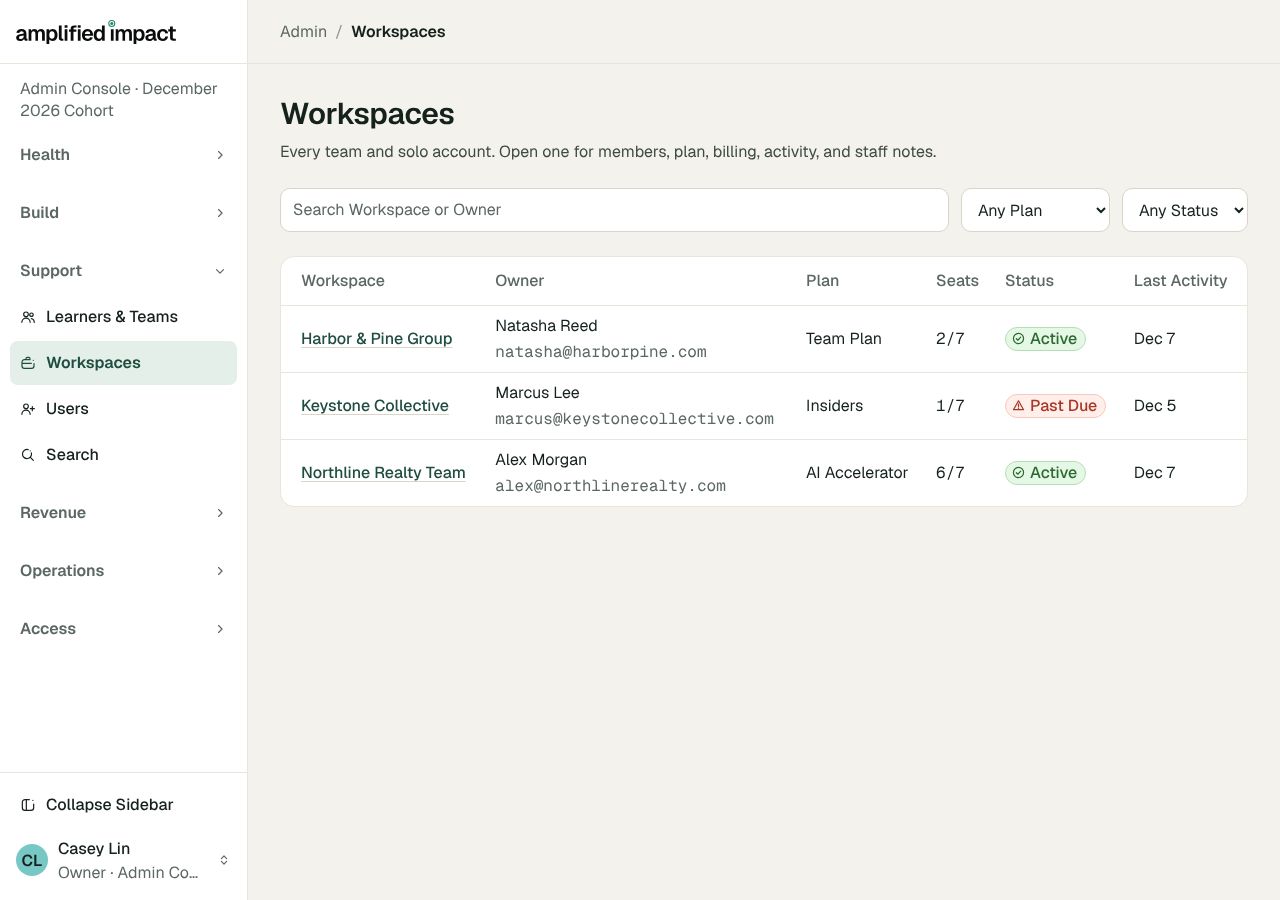 amplified impact
Admin / Workspaces
Admin Console · December
2026 Cohort
Health
Build
Support
Learners & Teams
Workspaces
Users
Search
Revenue
Operations
Access
Collapse Sidebar
CL
Casey Lin
Owner · Admin Co...
Workspaces
Every team and solo account. Open one for members, plan, billing, activity, and staff notes.
Search Workspace or Owner
Any Plan
Any Status
Workspace Owner Plan Seats Status Last Activity
Harbor & Pine Group Natasha Reed Team Plan 2/7 Active Dec 7
natasha@harborpine.com
Keystone Collective Marcus Lee Insiders 1/7 Past Due Dec 5
marcus@keystonecollective.com
Northline Realty Team Alex Morgan AI Accelerator 6/7 Active Dec 7
alex@northlinerealty.com